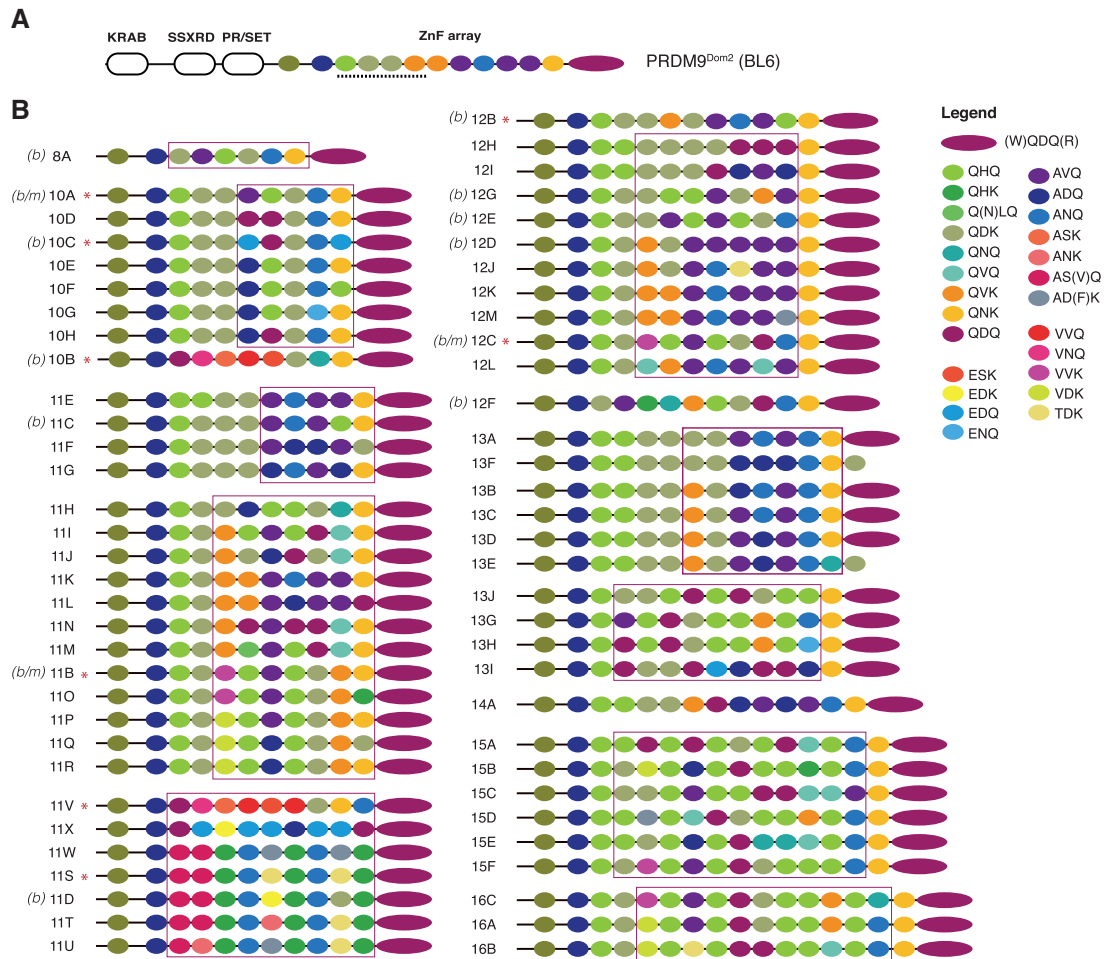 A
KRAB SSXRD PR/SET ZnF array
PRDM9Dom2 (BL6)
B
(b) 8A
(b/m) 10A *
10D
(b) 10C *
10E
10F
10G
10H
(b) 10B *
11E
(b) 11C
11F
11G
11H
11I
11J
11K
11L
11N
11M
(b/m) 11B *
11O
11P
11Q
11R
11V *
11X
11W
11S *
(b) 11D
11T
11U
(b) 12B *
12H
12I
(b) 12G
(b) 12E
(b) 12D
12J
12K
12M
(b/m) 12C *
12L
(b) 12F
13A
13F
13B
13C
13D
13E
13J
13G
13H
13I
14A
15A
15B
15C
15D
15E
15F
16C
16A
16B
Legend
(W)QDQ(R)
QHQ
QHK
Q(N)LQ
QDK
QNQ
QVQ
QVK
QNK
QDQ
ESK
EDK
EDQ
ENQ
AVQ
ADQ
ANQ
ASK
ANK
AS(V)Q
AD(F)K
VVQ
VNQ
VVK
VDK
TDK